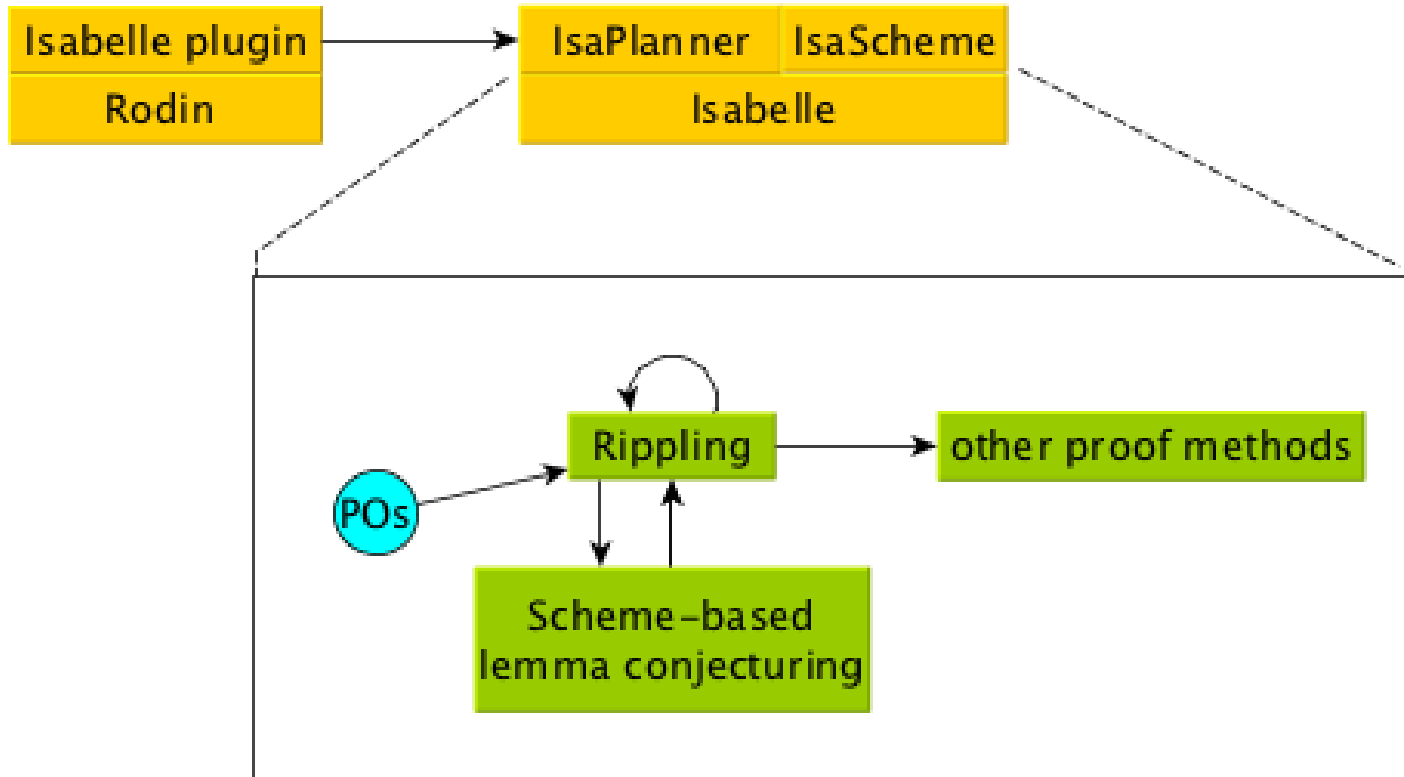 Isabelle plugin
IsaPlanner
IsaScheme
Rodin
Isabelle
Rippling
other proof methods
POs
Scheme-based
lemma conjecturing